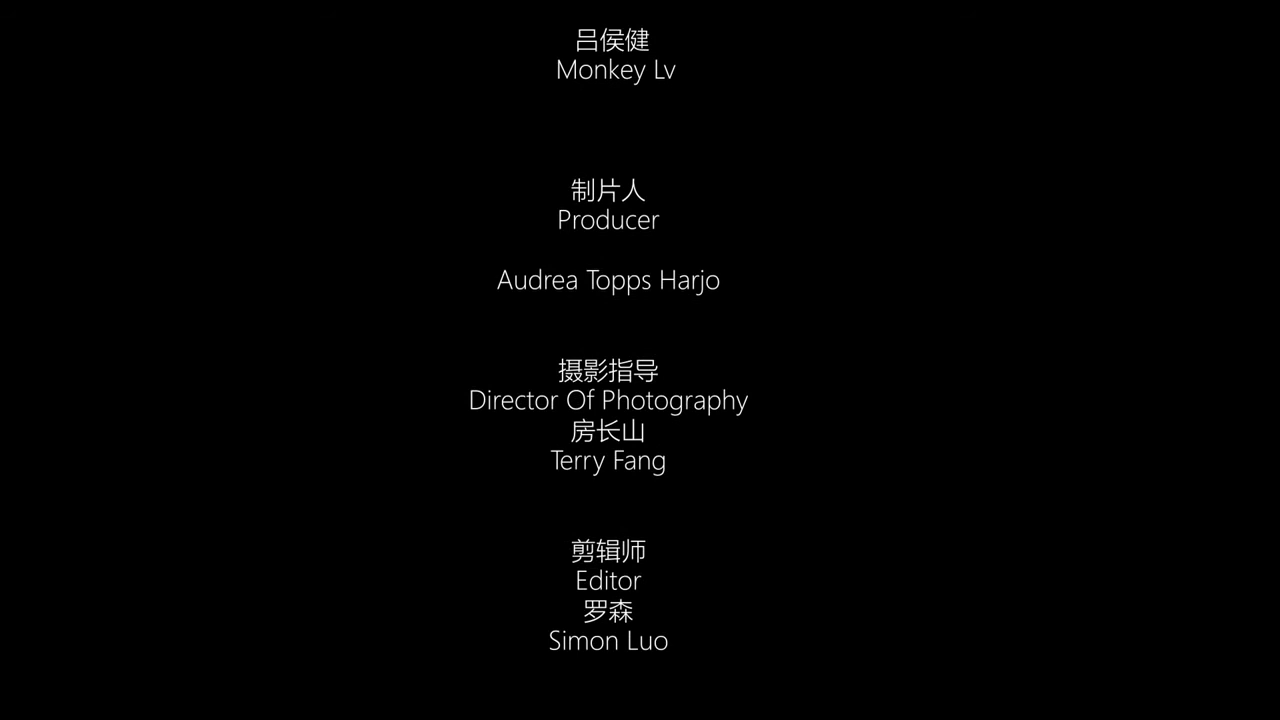 吕侯健
Monkey Lv
制片人
Producer
Audrea Topps Harjo
摄影指导
Director Of Photography
房长山
Terry Fang
剪辑师
Editor
罗森
Simon Luo